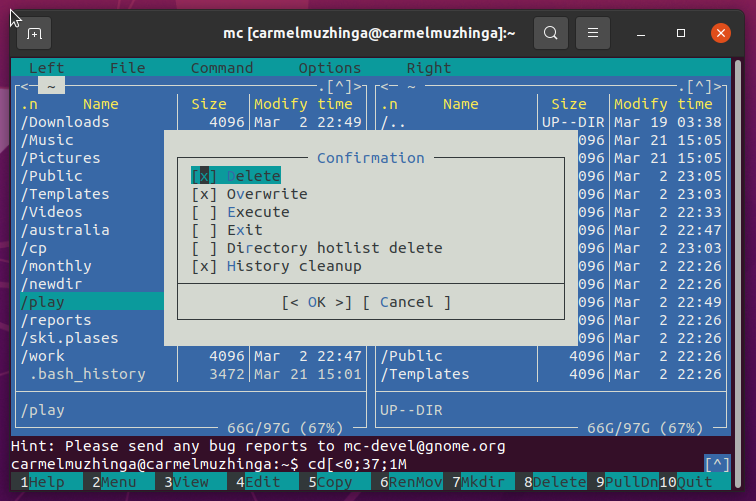 mc [carmelmuzhinga@carmelmuzhinga]:~
Left File Command Options Right
<- ~ .[^]> <- ~ .[^]>
.n Name Size Modify time .n Name Size Modify time
/Downloads 4096 Mar 2 22:49 /.. UP--DIR Mar 19 03:38
/Music 096 Mar 21 15:05
/Pictures 096 Mar 21 15:05
/Public 096 Mar 2 23:05
/Templates 096 Mar 2 23:03
/Videos 096 Mar 2 22:33
/australia 096 Mar 2 22:47
/cp 096 Mar 2 23:03
/monthly 096 Mar 2 22:26
/newdir 096 Mar 2 22:26
/play 096 Mar 2 22:49
/reports 096 Mar 2 22:26
/ski.plases 096 Mar 2 22:26
/work 4096 Mar 2 22:47 /Public 4096 Mar 2 22:26
.bash_history 3472 Mar 21 15:01 /Templates 4096 Mar 2 22:26
Confirmation
[x] Delete
[x] Overwrite
[ ] Execute
[ ] Exit
[ ] Directory hotlist delete
[x] History cleanup
[< OK >] [ Cancel ]
/play UP--DIR
66G/97G (67%) 66G/97G (67%)
Hint: Please send any bug reports to mc-devel@gnome.org
carmelmuzhinga@carmelmuzhinga:~$ cd[<0;37;1M [^]
1Help 2Menu 3View 4Edit 5Copy 6RenMov 7Mkdir 8Delete 9PullDn 10Quit